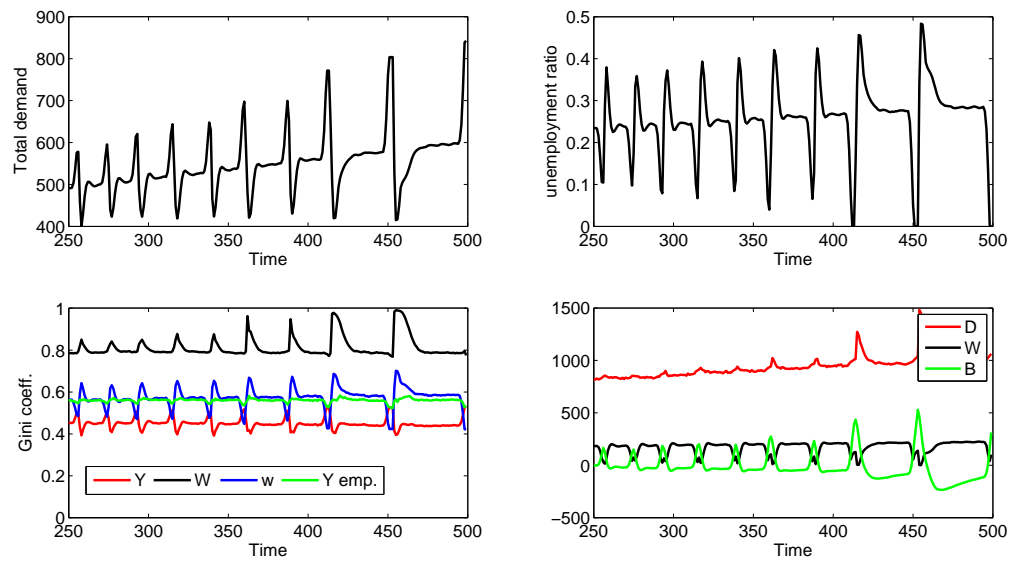 900
800
700
600
500
400
Total demand
250 300 350 400 450 500
Time
0.5
0.4
0.3
0.2
0.1
0
unemployment ratio
250 300 350 400 450 500
Time
1
0.8
0.6
0.4
0.2
0
Gini coeff.
Y W w Y emp.
250 300 350 400 450 500
Time
1500
1000
500
0
−500
D
W
B
250 300 350 400 450 500
Time